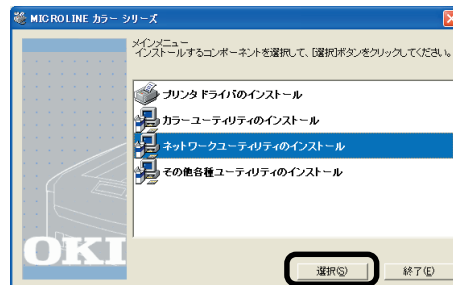 MICROLINE カラー シリーズ
メインメニュー
インストールするコンポーネントを選択して、[選択]ボタンをクリックしてください。
プリンタ ドライバのインストール
カラーユーティリティのインストール
ネットワークユーティリティのインストール
その他各種ユーティリティのインストール
OKI
選択(S)
終了(E)